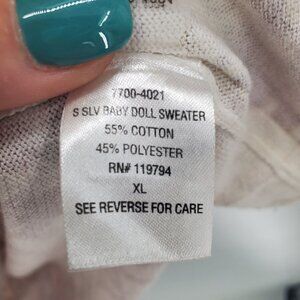 7700-4021
S SLV BABY DOLL SWEATER
55% COTTON
45% POLYESTER
RN# 119794
XL
SEE REVERSE FOR CARE